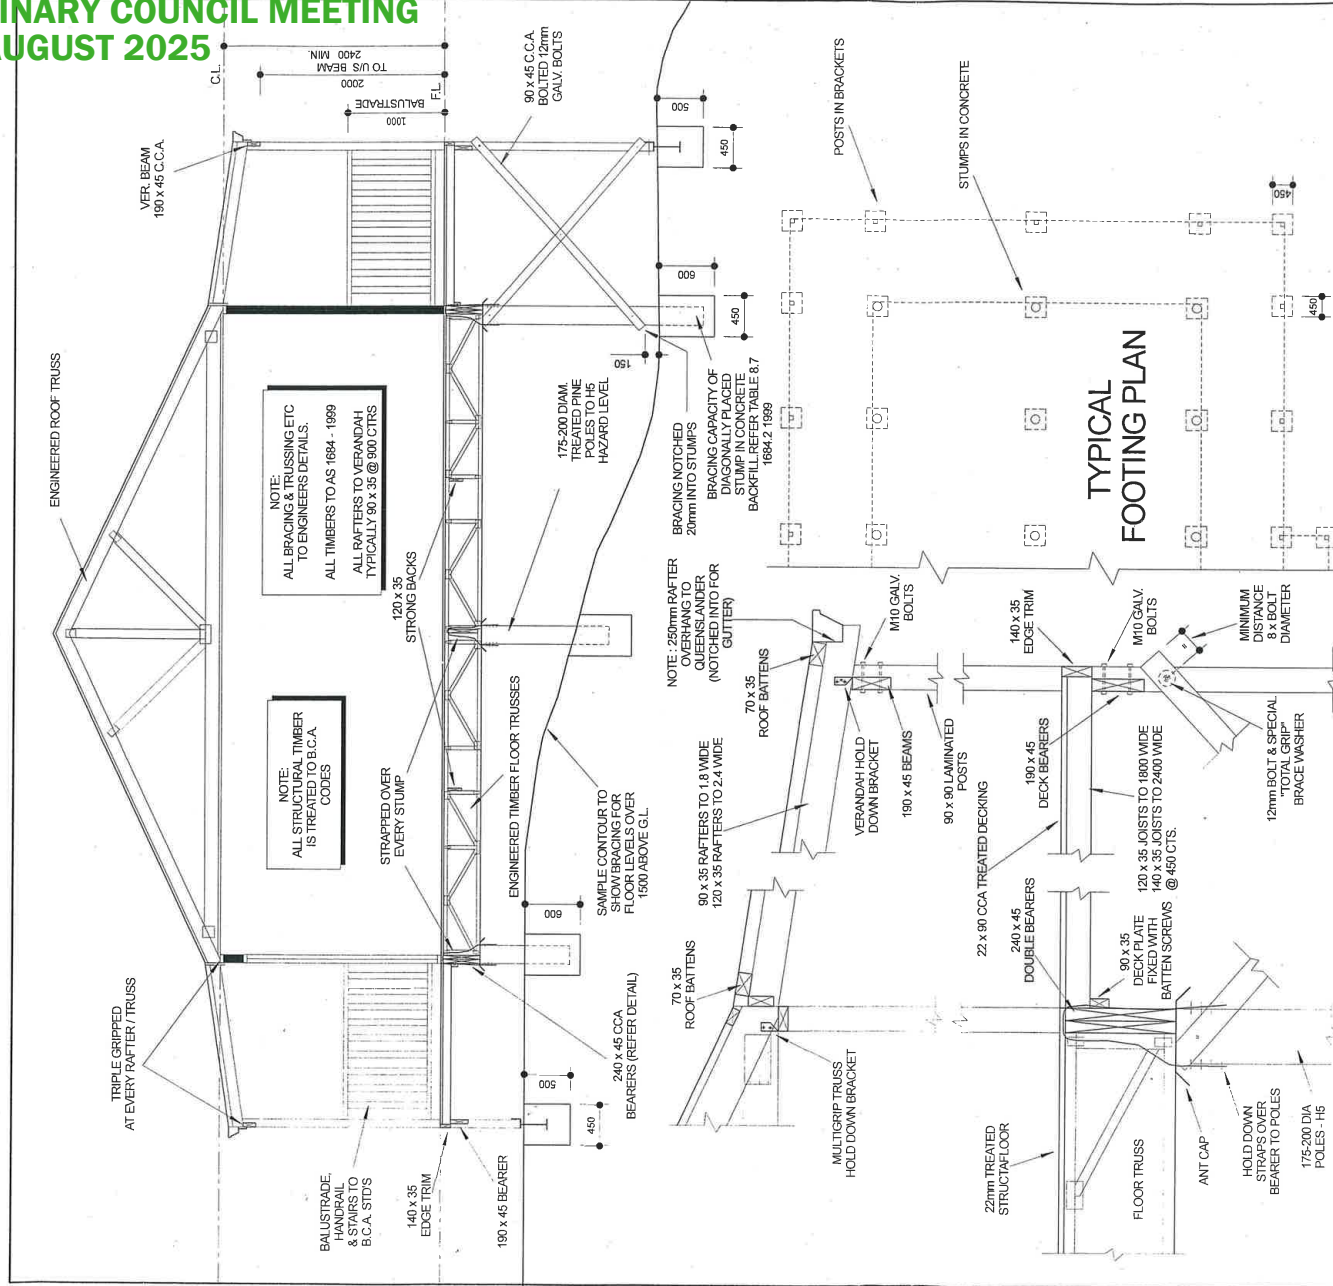 INARY COUNCIL MEETING
AUGUST 2025
C.L.
2400 MIN.
TO U/S BEAM
2000
BALUSTRADE
1000
F.L.
VER. BEAM
190 x 45 C.C.A.
90 x 45 C.C.A.
BOLTED 12mm
GALV. BOLTS
500
450
600
450
150
ENGINEERED ROOF TRUSS
NOTE:
ALL BRACING & TRUSSING ETC
TO ENGINEERS DETAILS.
ALL TIMBERS TO AS 1684 - 1999
ALL RAFTERS TO VERANDAH
TYPICALLY 90 x 35 @ 900 CTRS
NOTE:
ALL STRUCTURAL TIMBER
IS TREATED TO B.C.A.
CODES
120 x 35
STRONG BACKS
STRAPPED OVER
EVERY STUMP
175-200 DIAM.
TREATED PINE
POLES TO H5
HAZARD LEVEL
BRACING NOTCHED
20mm INTO STUMPS
BRACING CAPACITY OF
DIAGONALLY PLACED
STUMP IN CONCRETE
BACKFILL.REFER TABLE 8.7
1684.2 1999
ENGINEERED TIMBER FLOOR TRUSSES
SAMPLE CONTOUR TO
SHOW BRACING FOR
FLOOR LEVELS OVER
1500 ABOVE G.L.
600
500
450
240 x 45 CCA
BEARERS (REFER DETAIL)
TRIPLE GRIPPED
AT EVERY RAFTER / TRUSS
BALUSTRADE,
HANDRAIL
& STAIRS TO
B.C.A. STD'S
140 x 35
EDGE TRIM
190 x 45 BEARER
POSTS IN BRACKETS
STUMPS IN CONCRETE
450
450
TYPICAL
FOOTING PLAN
NOTE : 250mm RAFTER
OVERHANG TO
QUEENSLANDER
(NOTCHED INTO FOR
GUTTER)
70 x 35
ROOF BATTENS
M10 GALV.
BOLTS
90 x 35 RAFTERS TO 1.8 WIDE
120 x 35 RAFTERS TO 2.4 WIDE
VERANDAH HOLD
DOWN BRACKET
190 x 45 BEAMS
90 x 90 LAMINATED
POSTS
70 x 35
ROOF BATTENS
MULTIGRIP TRUSS
HOLD DOWN BRACKET
140 x 35
EDGE TRIM
M10 GALV.
BOLTS
MINIMUM
DISTANCE
8 x BOLT
DIAMETER
190 x 45
DECK BEARERS
12mm BOLT & SPECIAL
"TOTAL GRIP"
BRACE WASHER
22 x 90 CCA TREATED DECKING
120 x 35 JOISTS TO 1800 WIDE
140 x 35 JOISTS TO 2400 WIDE
@ 450 CTS.
240 x 45
DOUBLE BEARERS
90 x 35
DECK PLATE
FIXED WITH
BATTEN SCREWS
22mm TREATED
STRUCTAFLOOR
FLOOR TRUSS
ANT CAP
HOLD DOWN
STRAPS OVER
BEARER TO POLES
175-200 DIA
POLES - H5